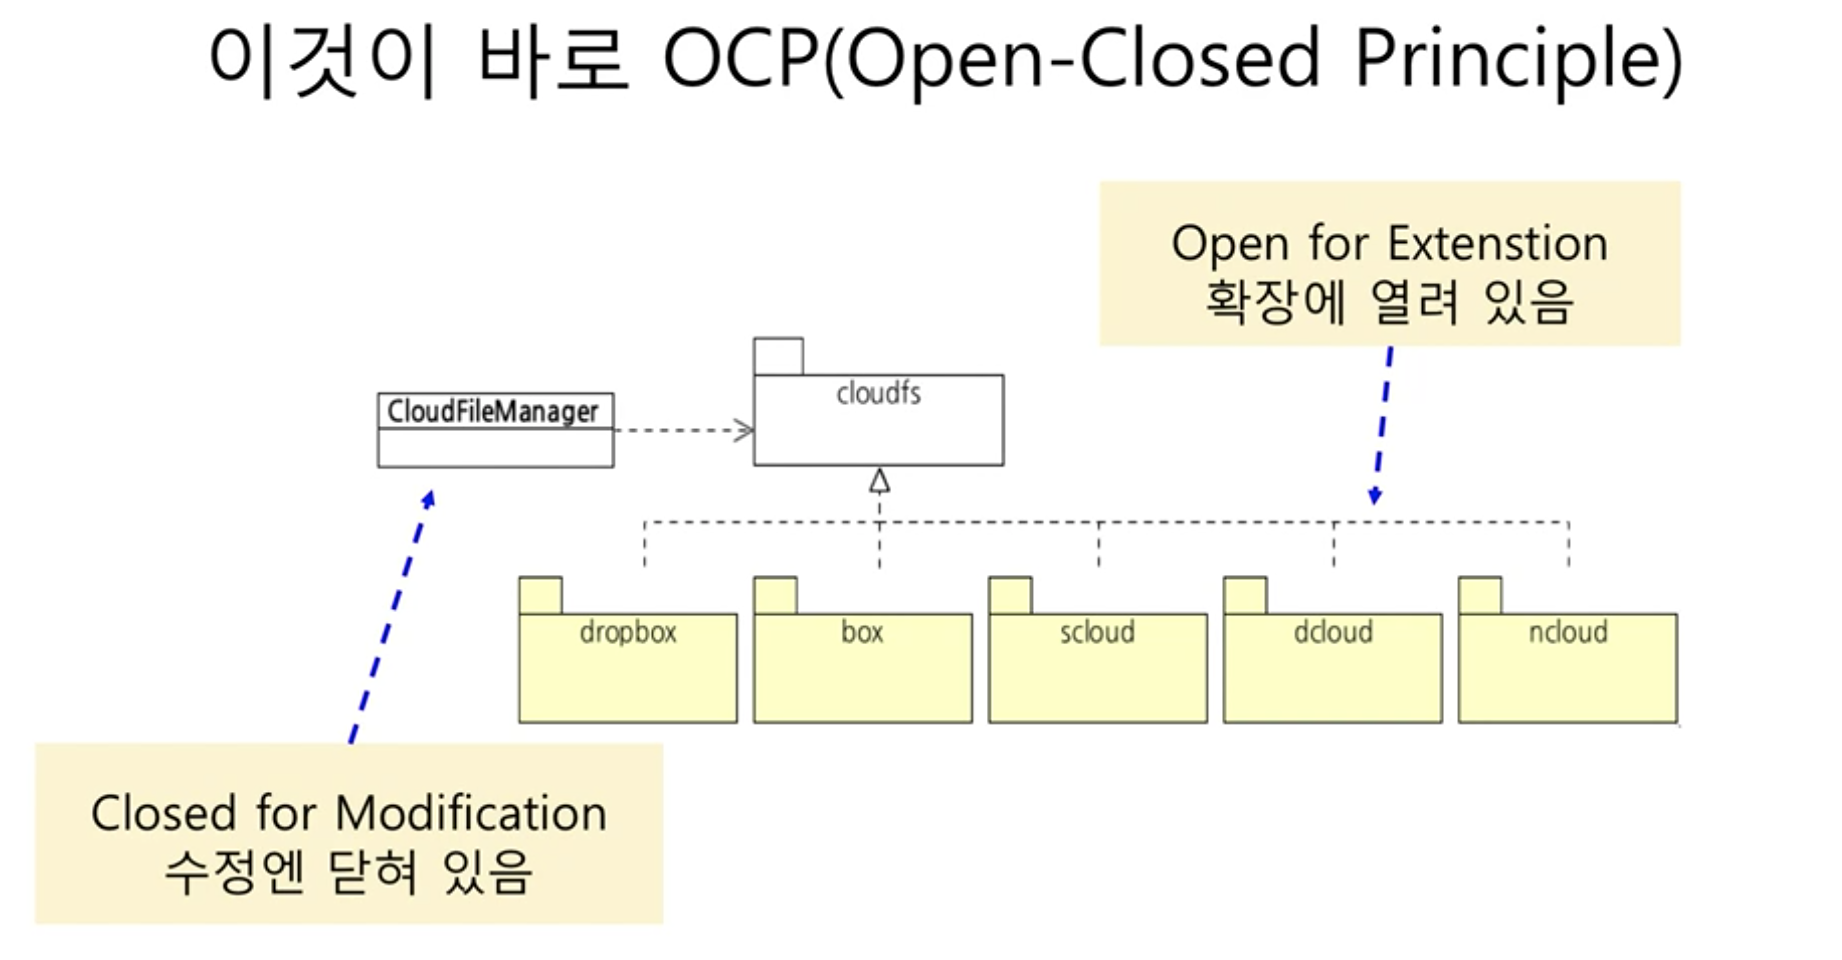 이것이 바로 OCP(Open-Closed Principle)
Open for Extenstion
확장에 열려 있음
cloudfs
CloudFileManager
dropbox
box
scloud
dcloud
ncloud
Closed for Modification
수정엔 닫혀 있음